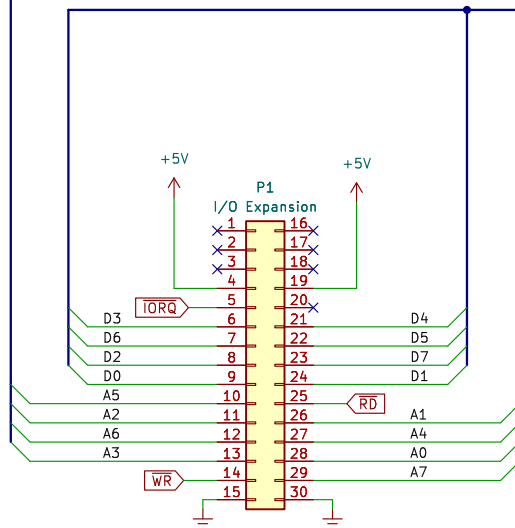 +5V
+5V
P1
I/O Expansion
1 16
2 17
3 18
4 19
IORQ 5 20
D3 6 21 D4
D6 7 22 D5
D2 8 23 D7
D0 9 24 D1
A5 10 25 RD
A2 11 26 A1
A6 12 27 A4
A3 13 28 A0
WR 14 29 A7
15 30